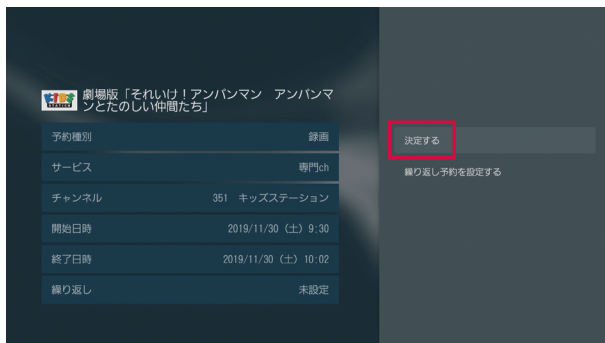 KIDS STATION
劇場版「それいけ！アンパンマン アンパンマ
ンとたのしい仲間たち」
予約種別 録画
サービス 専門ch
チャンネル 351 キッズステーション
開始日時 2019/11/30（土）9:30
終了日時 2019/11/30（土）10:02
繰り返し 未設定
決定する
繰り返し予約を設定する